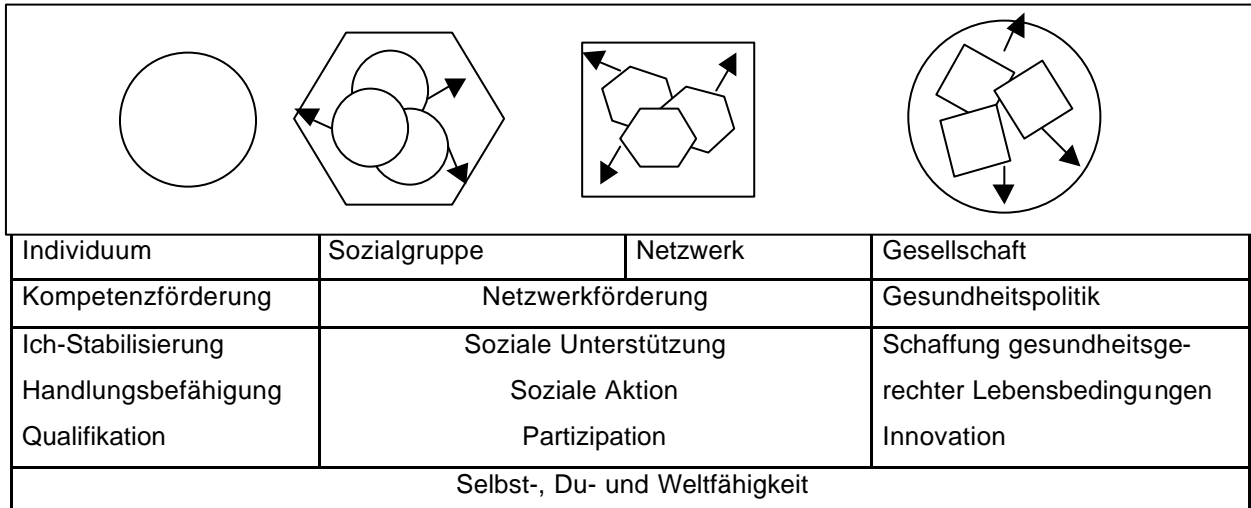 Individuum Sozialgruppe Netzwerk Gesellschaft
Kompetenzförderung Netzwerkförderung Gesundheitspolitik
Ich-Stabilisierung Soziale Unterstützung Schaffung gesundheitsge-
Handlungsbefähigung Soziale Aktion rechter Lebensbedingungen
Qualifikation Partizipation Innovation
Selbst-, Du- und Weltfähigkeit